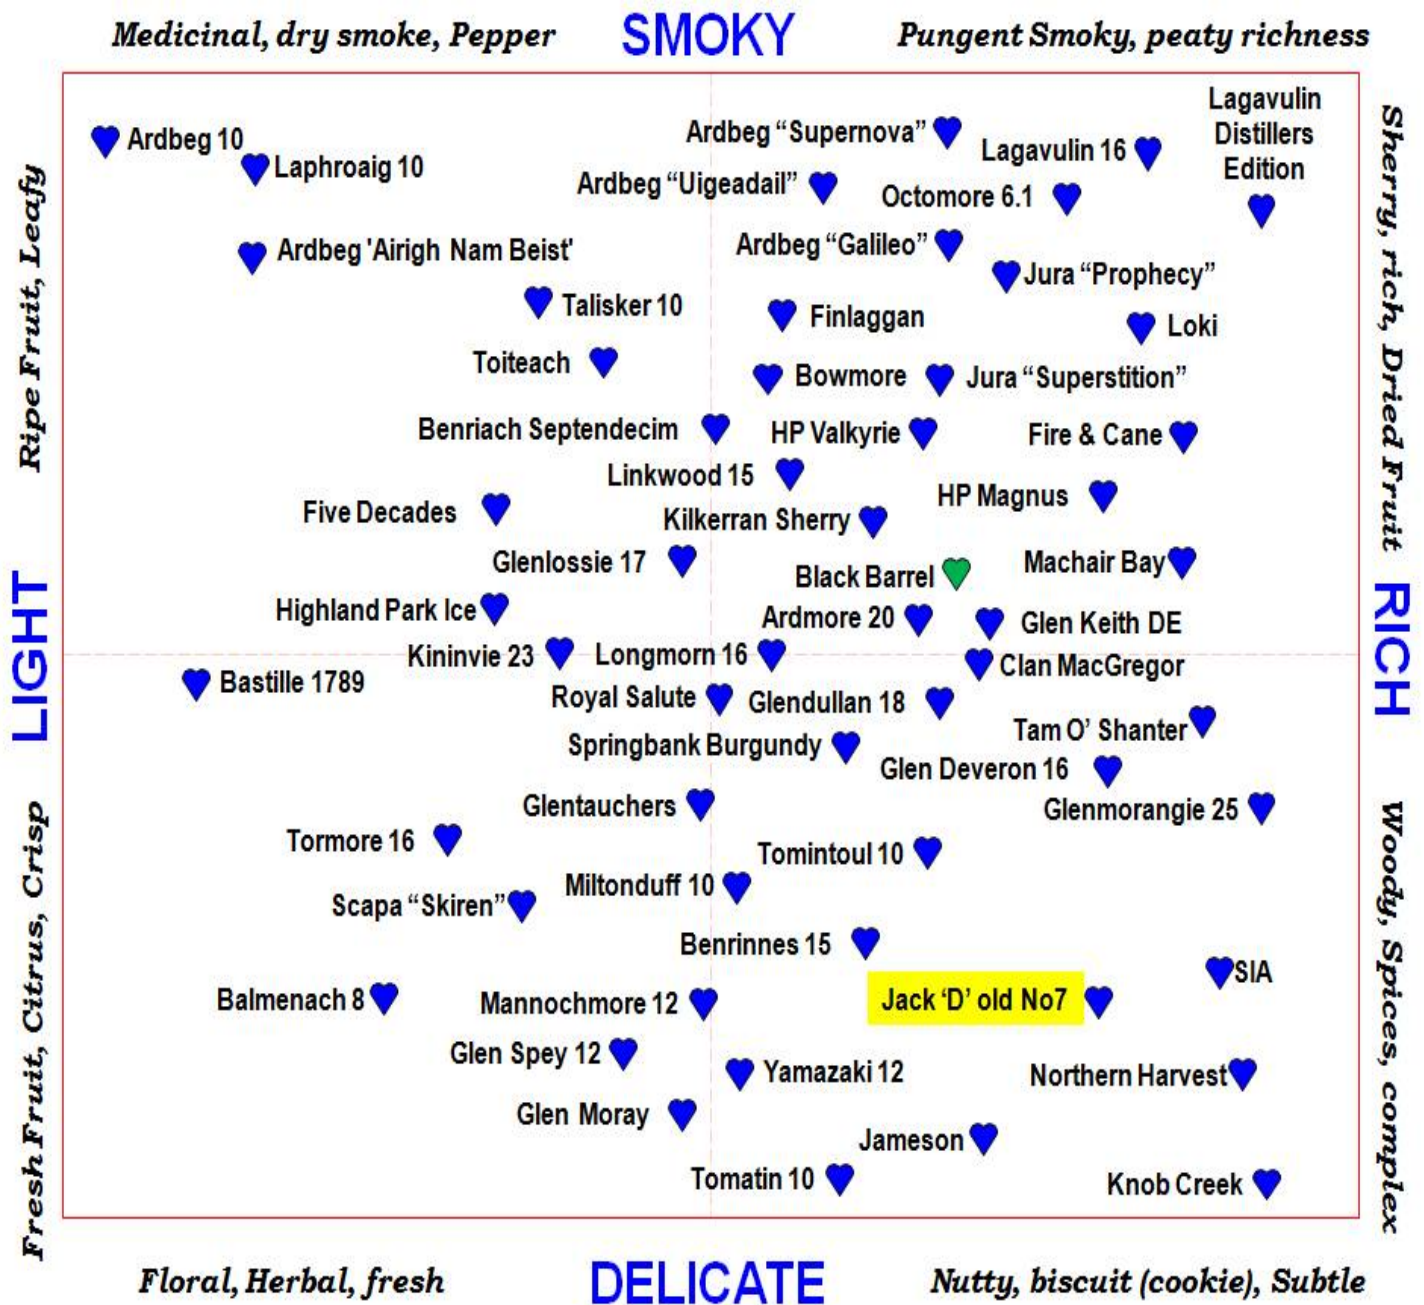 Medicinal, dry smoke, Pepper
SMOKY
Pungent Smoky, peaty richness
Ripe Fruit, Leafy
LIGHT
Fresh Fruit, Citrus, Crisp
Sherry, rich, Dried Fruit
RICH
Woody, Spices, complex
Lagavulin
Distillers
Edition
Ardbeg 10
Ardbeg “Supernova”
Lagavulin 16
Laphroaig 10
Ardbeg “Uigeadail”
Octomore 6.1
Ardbeg 'Airigh Nam Beist'
Ardbeg “Galileo”
Jura “Prophecy”
Talisker 10
Finlaggan
Loki
Toiteach
Bowmore
Jura “Superstition”
Benriach Septendecim
HP Valkyrie
Fire & Cane
Linkwood 15
HP Magnus
Five Decades
Kilkerran Sherry
Glenlossie 17
Machair Bay
Black Barrel
Highland Park Ice
Ardmore 20
Glen Keith DE
Kininvie 23
Longmorn 16
Clan MacGregor
Bastille 1789
Royal Salute
Glendullan 18
Tam O’ Shanter
Springbank Burgundy
Glen Deveron 16
Glentauchers
Glenmorangie 25
Tormore 16
Tomintoul 10
Miltonduff 10
Scapa “Skiren”
Benrinnes 15
SIA
Balmenach 8
Mannochmore 12
Jack ‘D’ old No7
Glen Spey 12
Yamazaki 12
Northern Harvest
Glen Moray
Jameson
Tomatin 10
Knob Creek
Floral, Herbal, fresh
DELICATE
Nutty, biscuit (cookie), Subtle